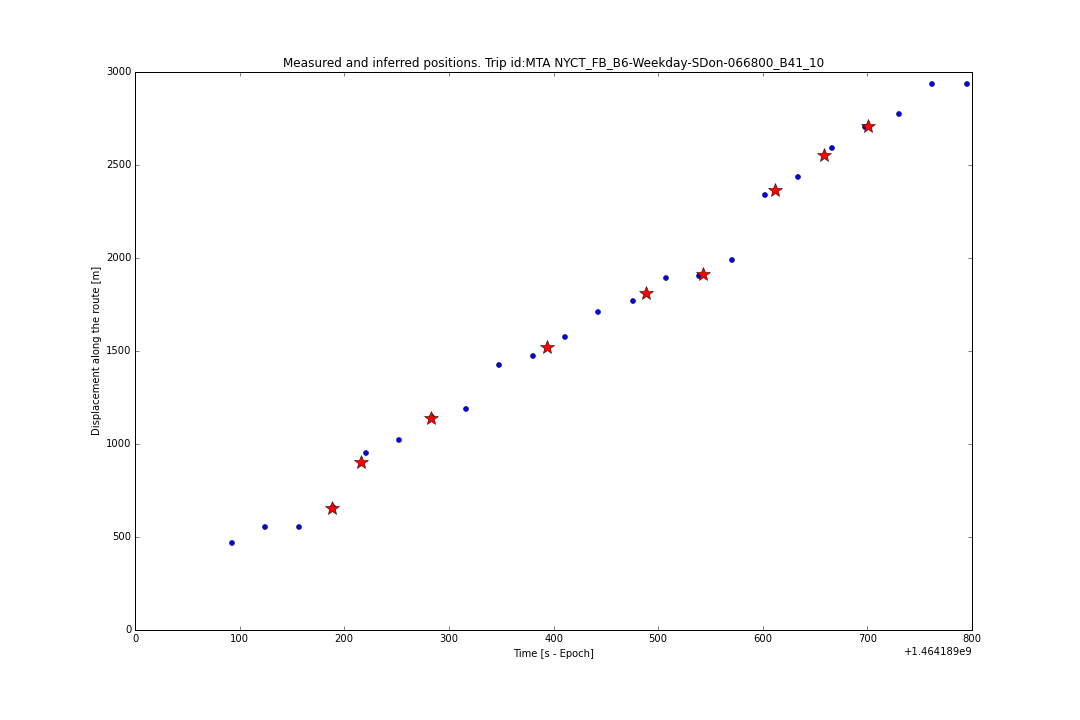 Measured and inferred positions. Trip id:MTA NYCT_FB_B6-Weekday-SDon-066800_B41_10
3000
2500
2000
1500
1000
500
0
Displacement along the route [m]
0 100 200 300 400 500 600 700 800
Time [s - Epoch]
+1.464189e9